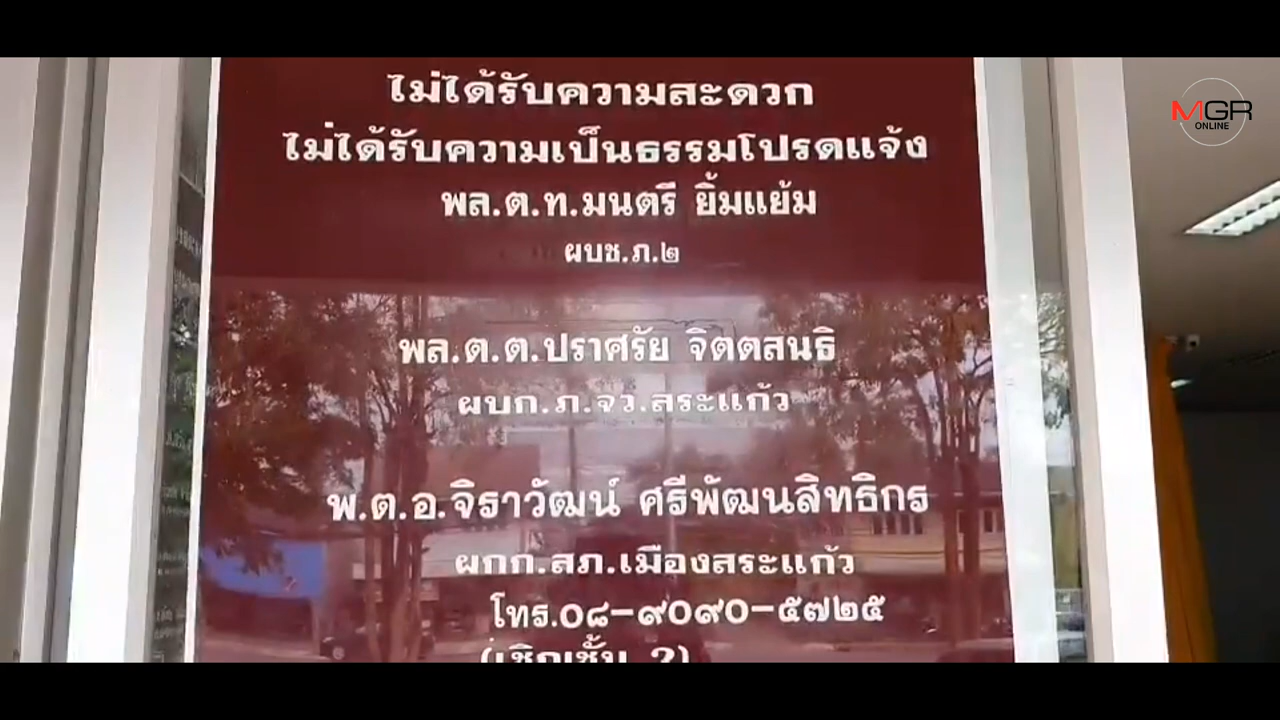 ไม่ได้รับความสะดวก
ไม่ได้รับความเป็นธรรมโปรดแจ้ง
พล.ต.ท.มนตรี ยิ้มแย้ม
ผบช.ภ.๒
พล.ต.ต.ปราศรัย จิตตสนธิ
ผบก.ภ.จว.สระแก้ว
พ.ต.อ.จิราวัฒน์ ศรีพัฒนสิทธิกร
ผกก.สภ.เมืองสระแก้ว
โทร.๐๘-๙๐๙๐-๕๗๒๕
(เชิญชั้น 2)
MGR
ONLINE